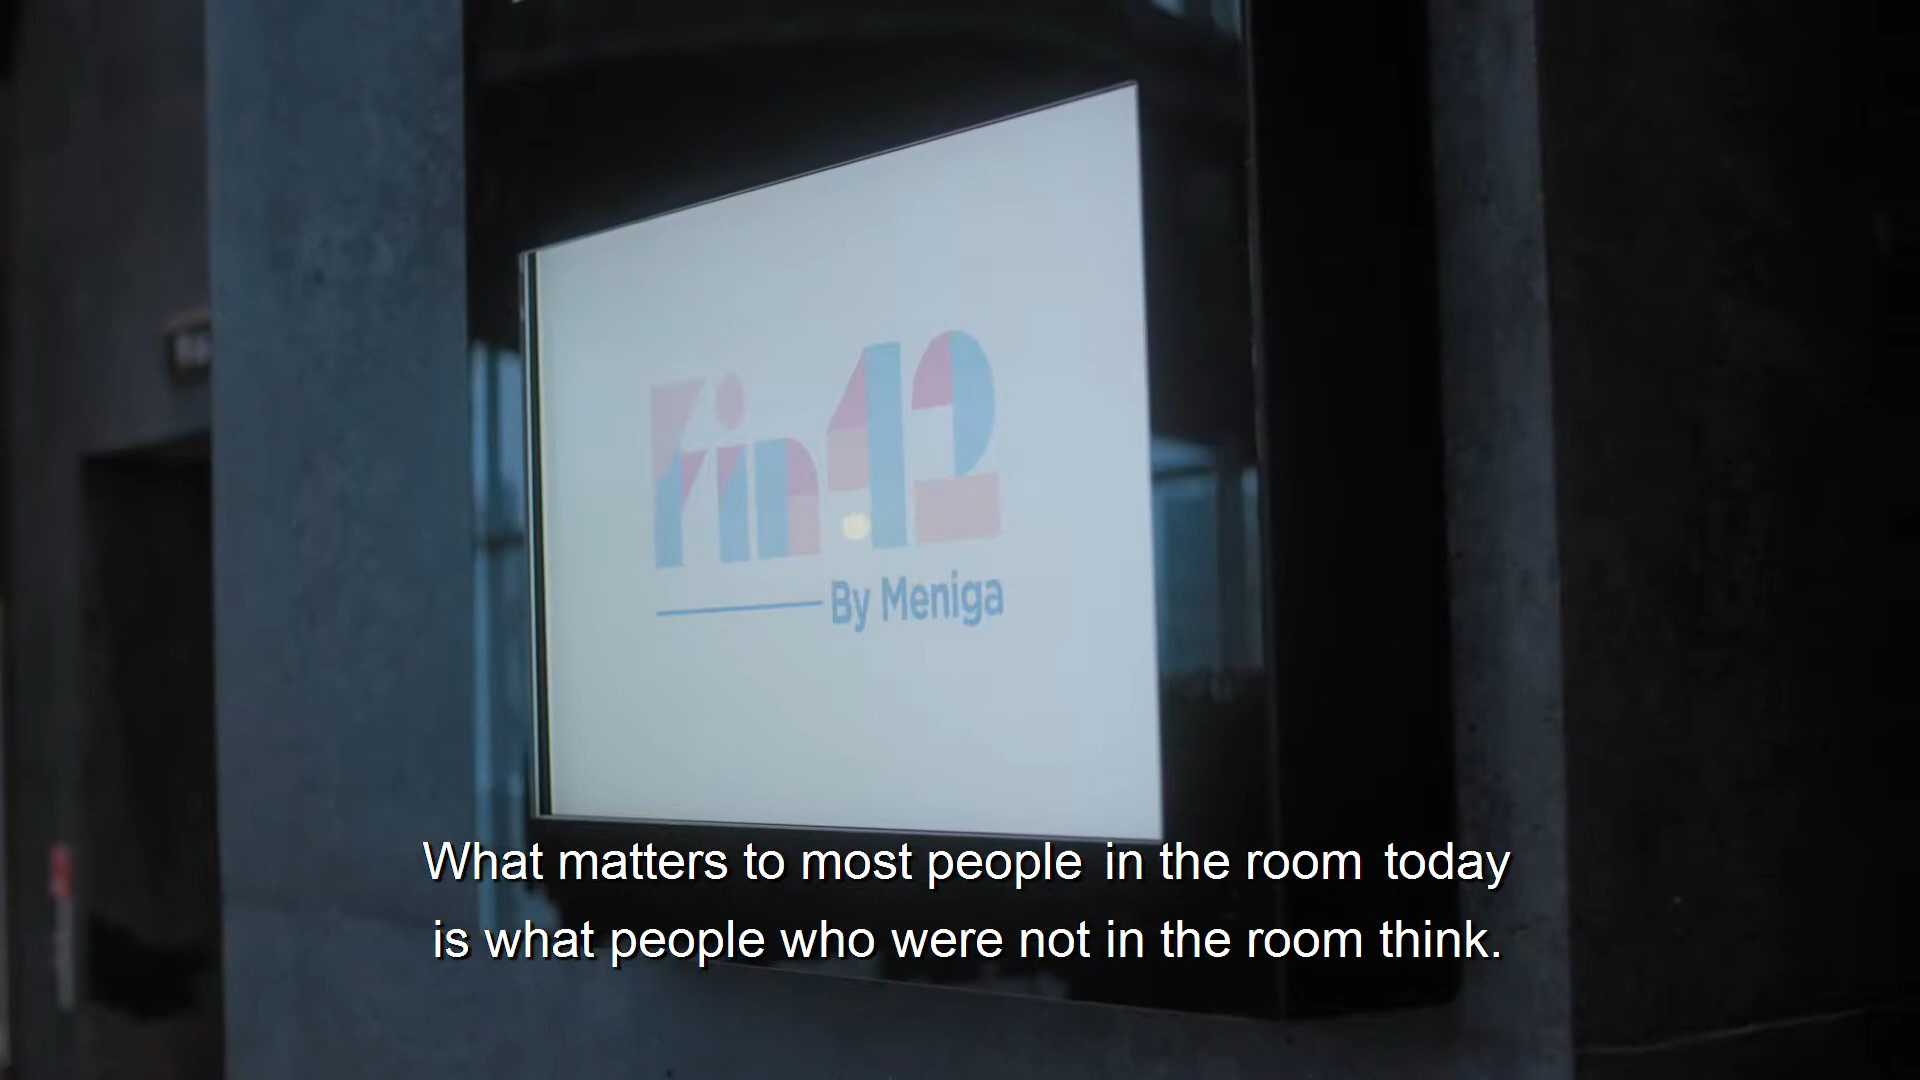 Fin42
By Meniga
What matters to most people in the room today
is what people who were not in the room think.